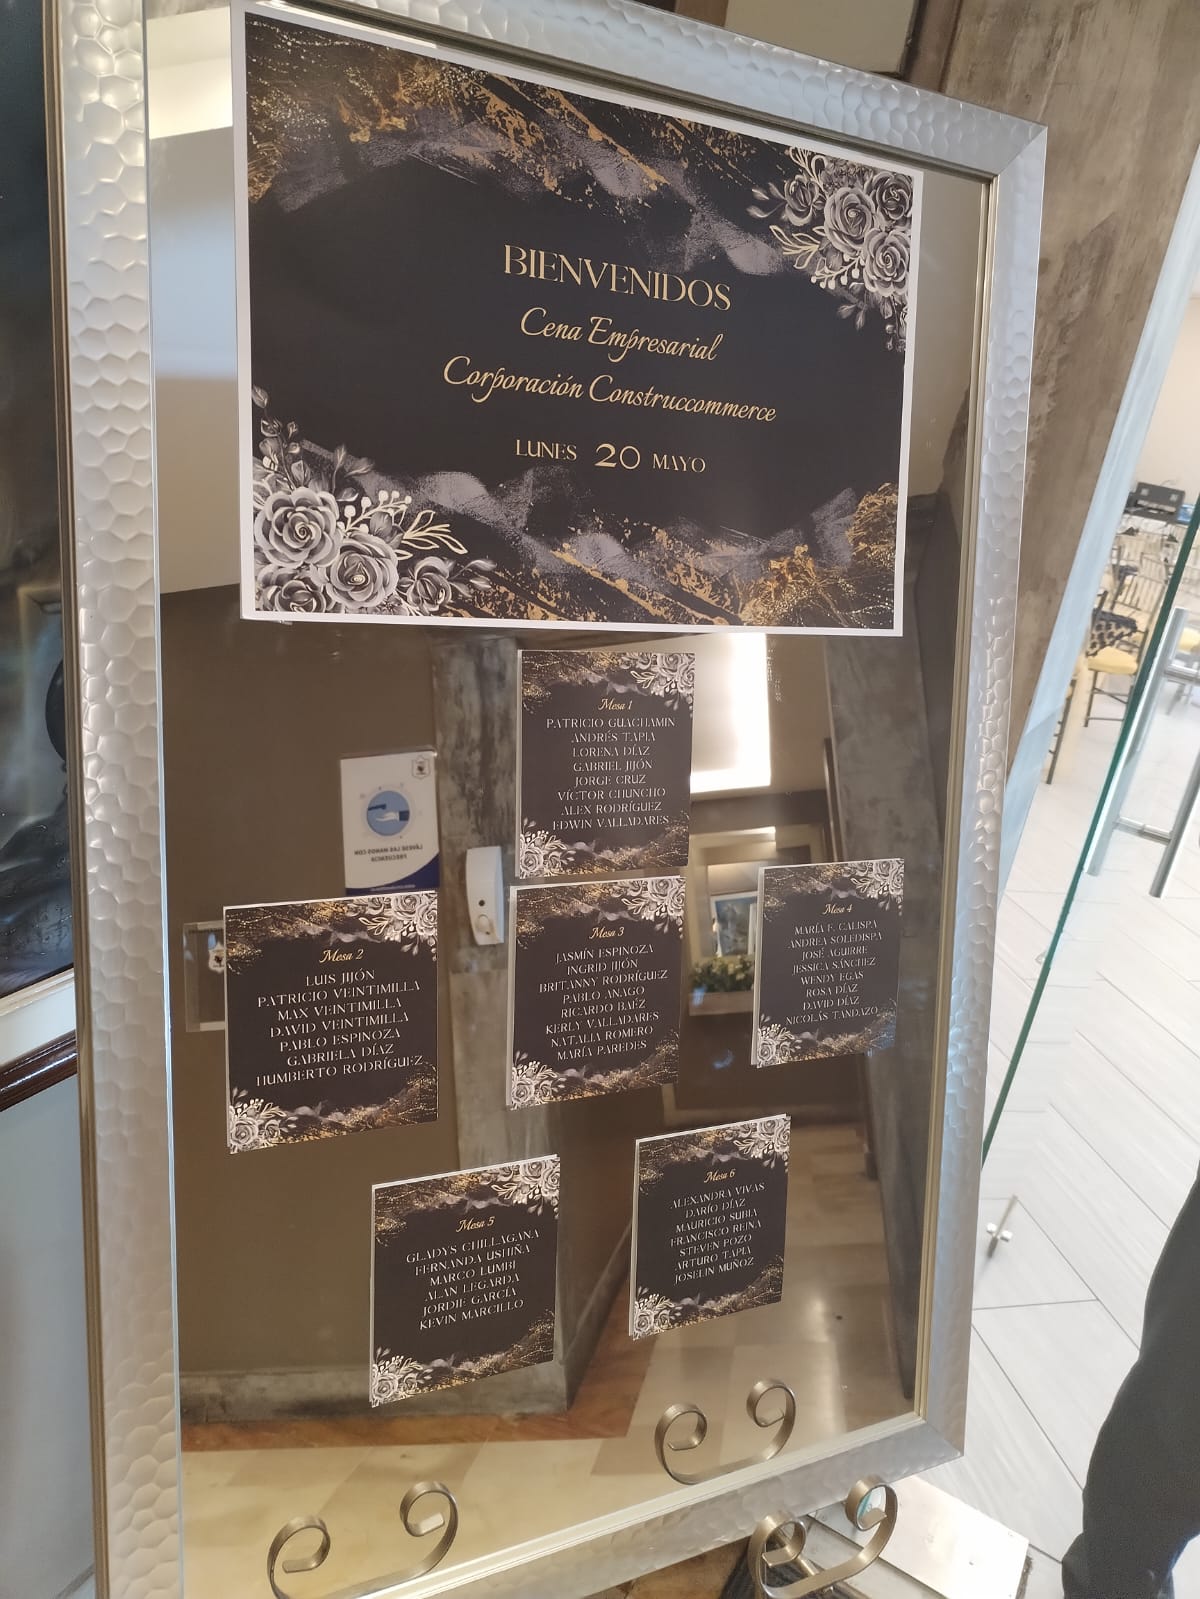 BIENVENIDOS
Cena Empresarial
Corporación Construccommerce
LUNES 20 MAYO
Mesa 1
PATRICIO GUACHAMIN
ANDRÉS TAPIA
LORENA DÍAZ
GABRIEL JIJÓN
JORGE CRUZ
VÍCTOR CHUNCHO
ALEX RODRÍGUEZ
EDWIN VALLADARES
LÁVESE LAS MANOS CON
FRECUENCIA
Mesa 2
LUIS JIJÓN
PATRICIO VEINTIMILLA
MAX VEINTIMILLA
DAVID VEINTIMILLA
PABLO ESPINOZA
GABRIELA DÍAZ
HUMBERTO RODRÍGUEZ
Mesa 3
JASMÍN ESPINOZA
INGRID JIJÓN
BRITANNY RODRÍGUEZ
PABLO ANAGO
RICARDO BAÉZ
KERLY VALLADARES
NATALIA ROMERO
MARÍA PAREDES
Mesa 4
MARÍA F. CALISPA
ANDREA SOLEDISPA
JOSÉ AGUIRRE
JESSICA SÁNCHEZ
WENDY EGAS
ROSA DÍAZ
DAVID DÍAZ
NICOLÁS TANDAZO
Mesa 5
GLADYS CHILLAGANA
FERNANDA USHIÑA
MARCO LUMBI
ALAN LEGARDA
JORDIE GARCÍA
KEVIN MARCILLO
Mesa 6
ALEXANDRA VIVAS
DARÍO DÍAZ
MAURICIO SUBIA
FRANCISCO REINA
STEVEN POZO
ARTURO TAPIA
JOSELIN MUÑOZ